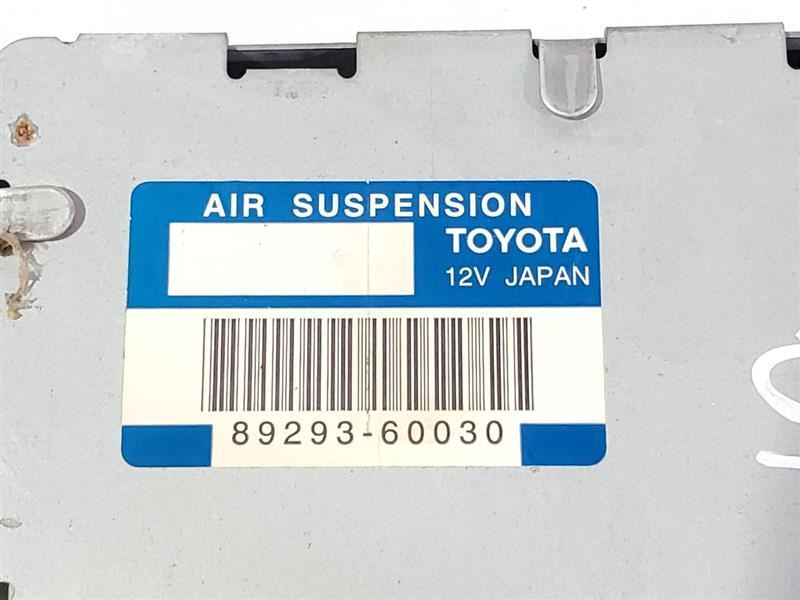 AIR SUSPENSION
TOYOTA
12V JAPAN
89293-60030